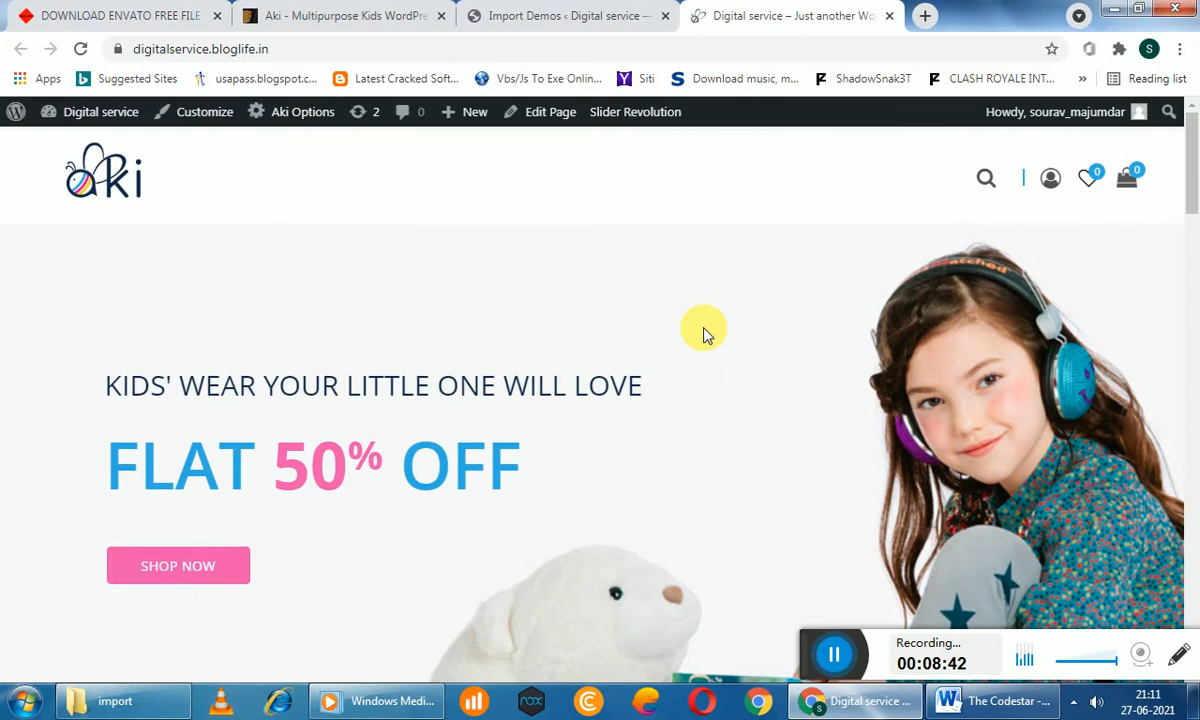 DOWNLOAD ENVATO FREE FILE
Aki - Multipurpose Kids WordPre
Import Demos ‹ Digital service —
Digital service – Just another Wo
digitalservice.bloglife.in
S
Apps
Suggested Sites
usapass.blogspot.c...
Latest Cracked Soft...
Vbs/Js To Exe Onlin...
Siti
Download music, m...
ShadowSnak3T
CLASH ROYALE INT...
»
Reading list
Digital service
Customize
Aki Options
2
0
New
Edit Page
Slider Revolution
Howdy, sourav_majumdar
aki
0
0
KIDS' WEAR YOUR LITTLE ONE WILL LOVE
FLAT 50% OFF
SHOP NOW
Recording...
00:08:42
import
Windows Medi...
nox
Digital service ...
The Codestar -...
21:11
27-06-2021